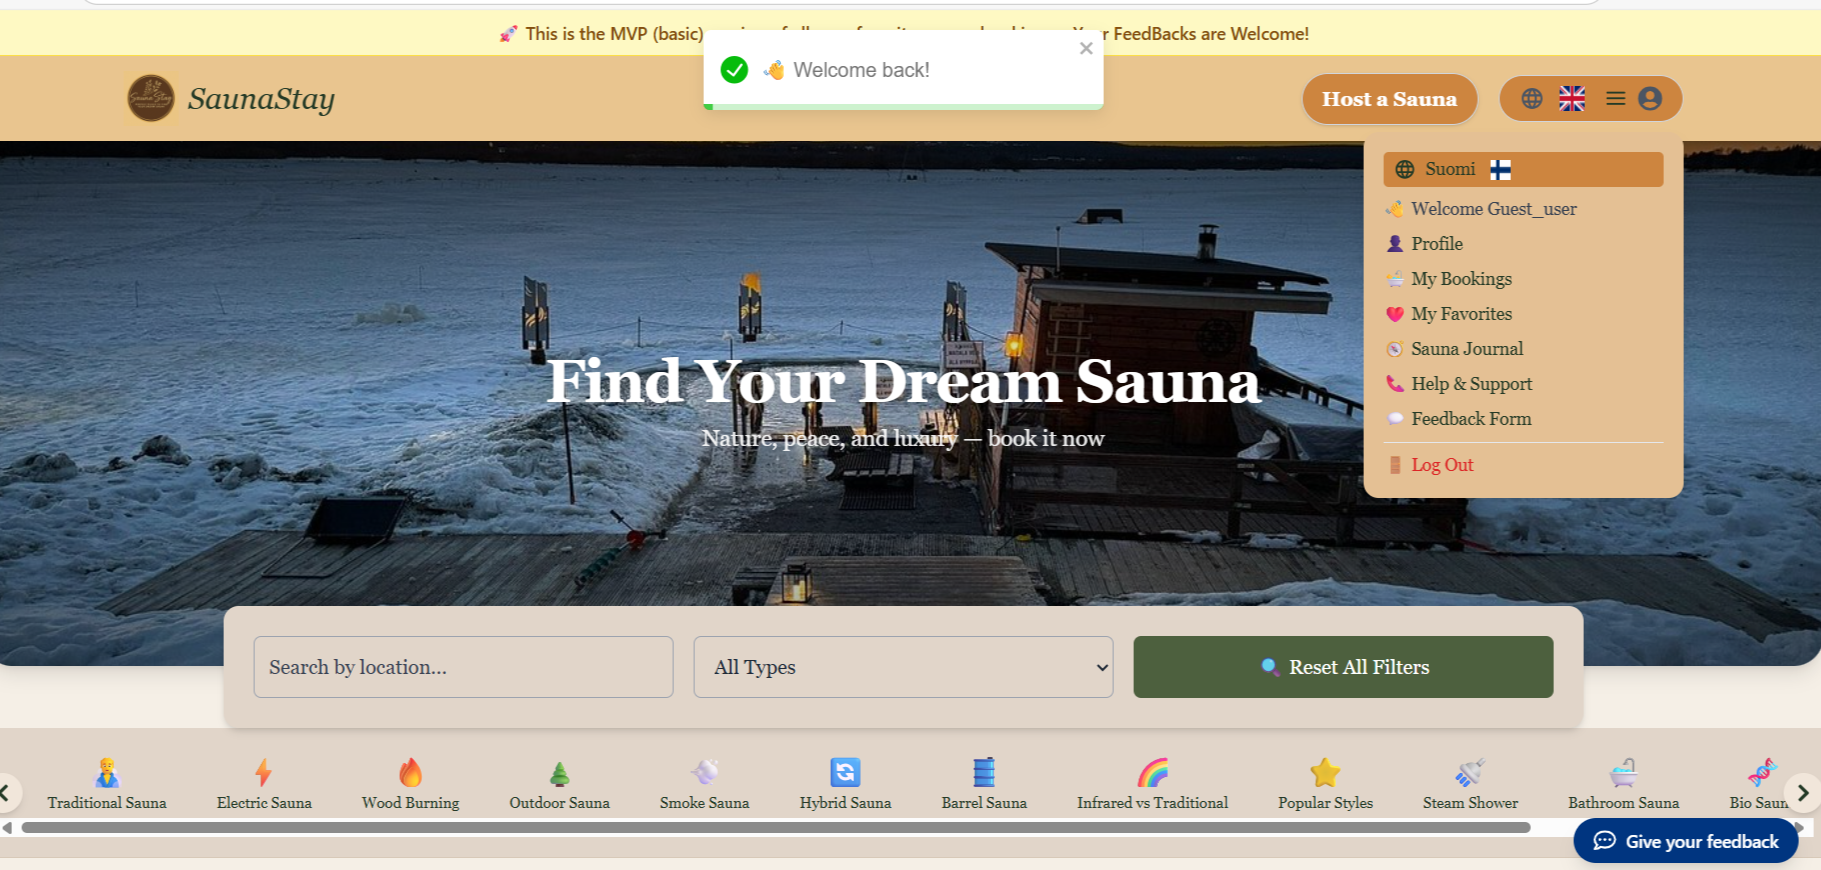 🚀 This is the MVP (basic)
r FeedBacks are Welcome!
👋 Welcome back!
SaunaStay
Host a Sauna
Suomi
👋 Welcome Guest_user
Profile
My Bookings
My Favorites
Sauna Journal
Help & Support
Feedback Form
Log Out
Find Your Dream Sauna
Nature, peace, and luxury — book it now
Search by location...
All Types
Reset All Filters
Traditional Sauna
Electric Sauna
Wood Burning
Outdoor Sauna
Smoke Sauna
Hybrid Sauna
Barrel Sauna
Infrared vs Traditional
Popular Styles
Steam Shower
Bathroom Sauna
Bio Saun
Give your feedback